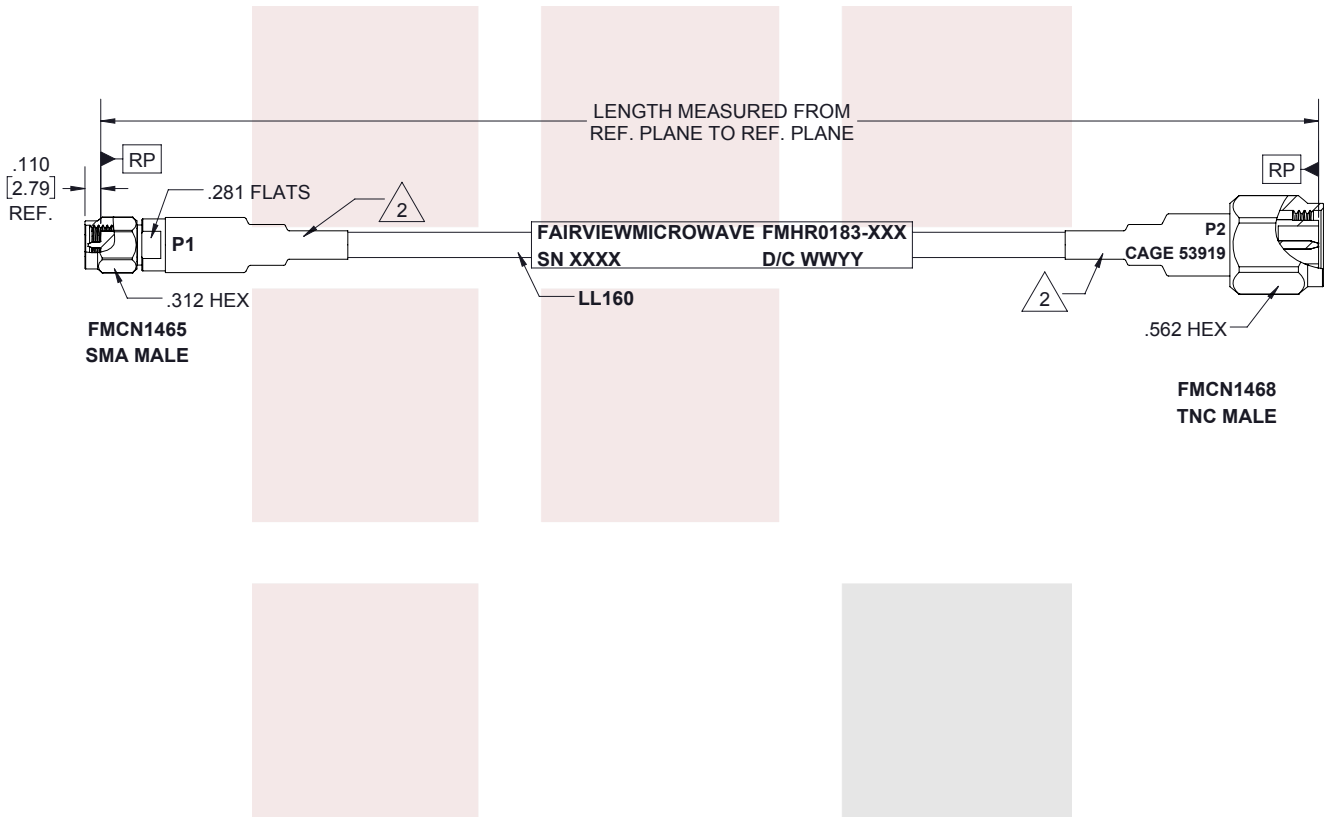 LENGTH MEASURED FROM
REF. PLANE TO REF. PLANE
RP
RP
.110
[2.79]
REF.
.281 FLATS
2
P1
FAIRVIEWMICROWAVE FMHR0183-XXX
SN XXXX D/C WWYY
P2
CAGE 53919
.312 HEX
LL160
2
.562 HEX
FMCN1465
SMA MALE
FMCN1468
TNC MALE